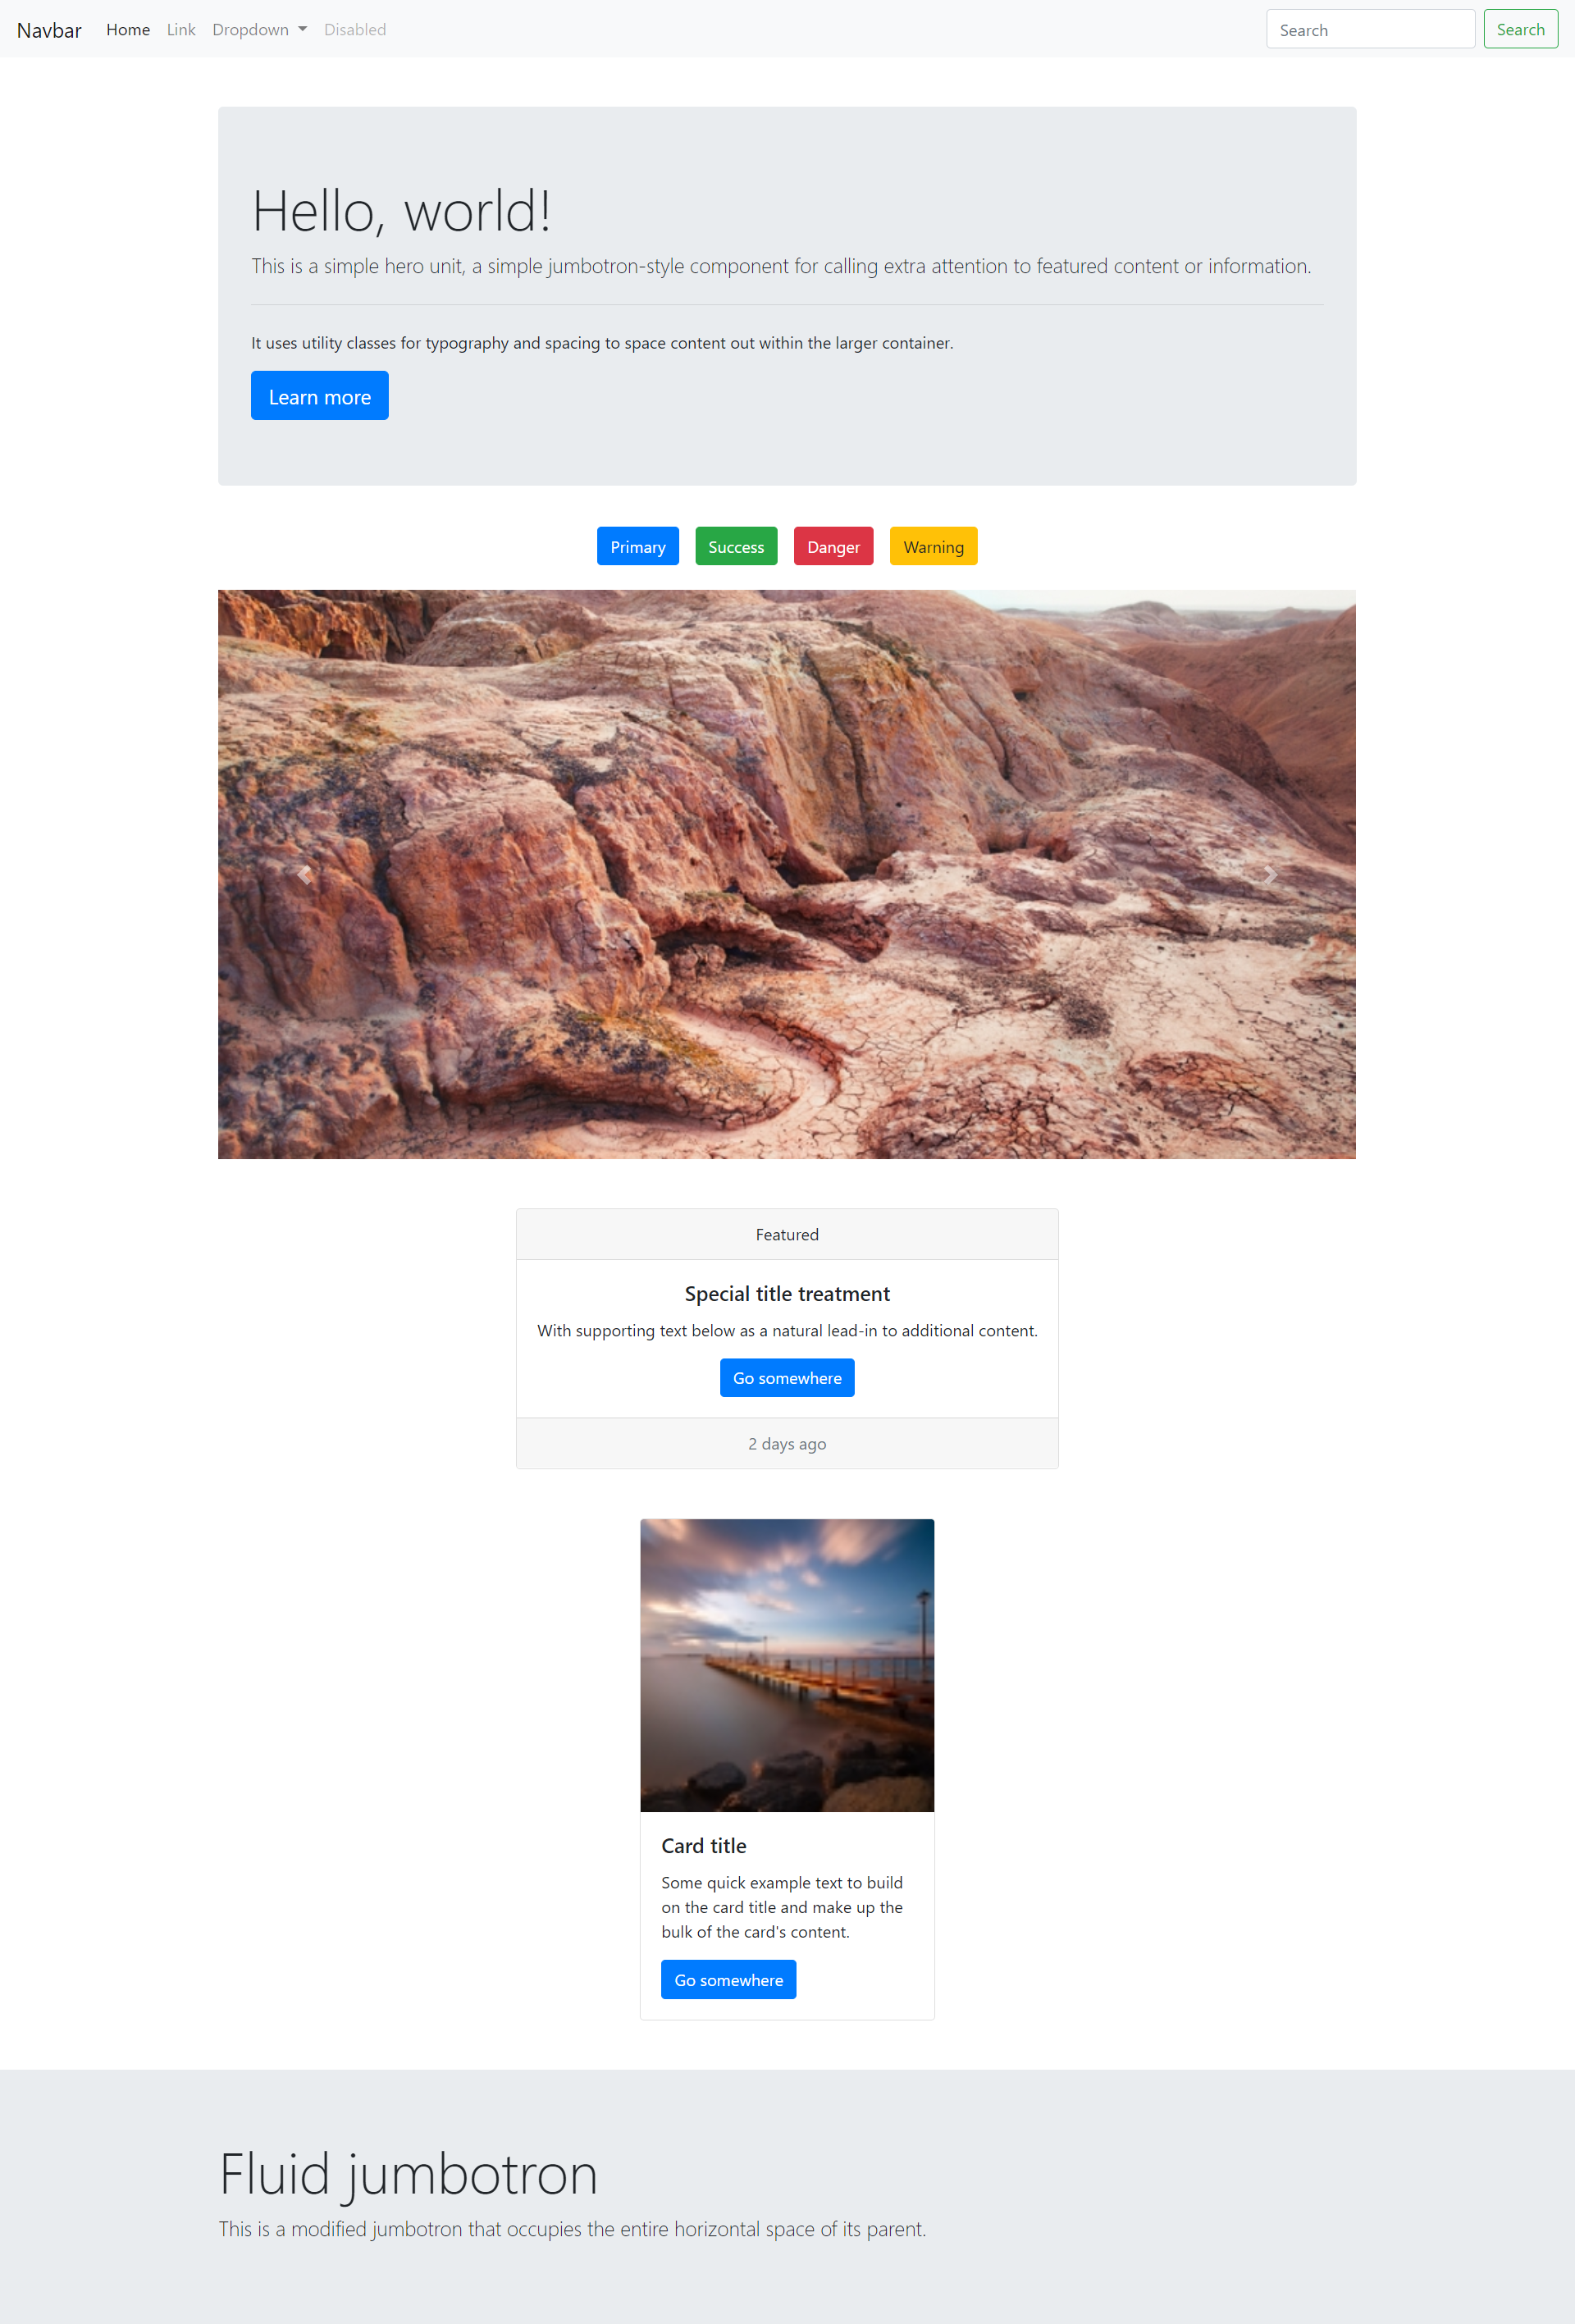 Navbar Home Link Dropdown Disabled Search Search
Hello, world!
This is a simple hero unit, a simple jumbotron-style component for calling extra attention to featured content or information.
It uses utility classes for typography and spacing to space content out within the larger container.
Learn more
Primary Success Danger Warning
Featured
Special title treatment
With supporting text below as a natural lead-in to additional content.
Go somewhere
2 days ago
Card title
Some quick example text to build
on the card title and make up the
bulk of the card's content.
Go somewhere
Fluid jumbotron
This is a modified jumbotron that occupies the entire horizontal space of its parent.